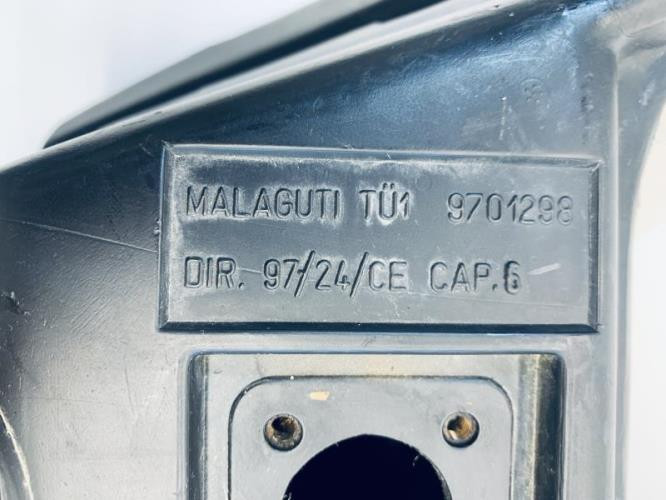 MALAGUTI TÜ1 9701298
DIR. 97/24/CE CAP.6